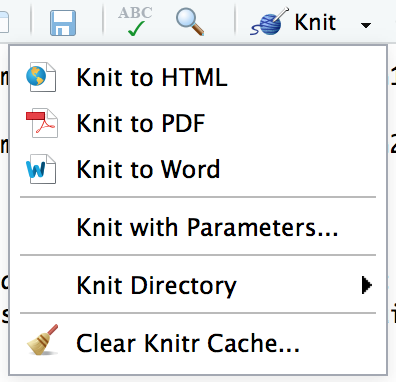 ABC
Knit
Knit to HTML
Knit to PDF
Knit to Word
Knit with Parameters...
Knit Directory
Clear Knitr Cache...